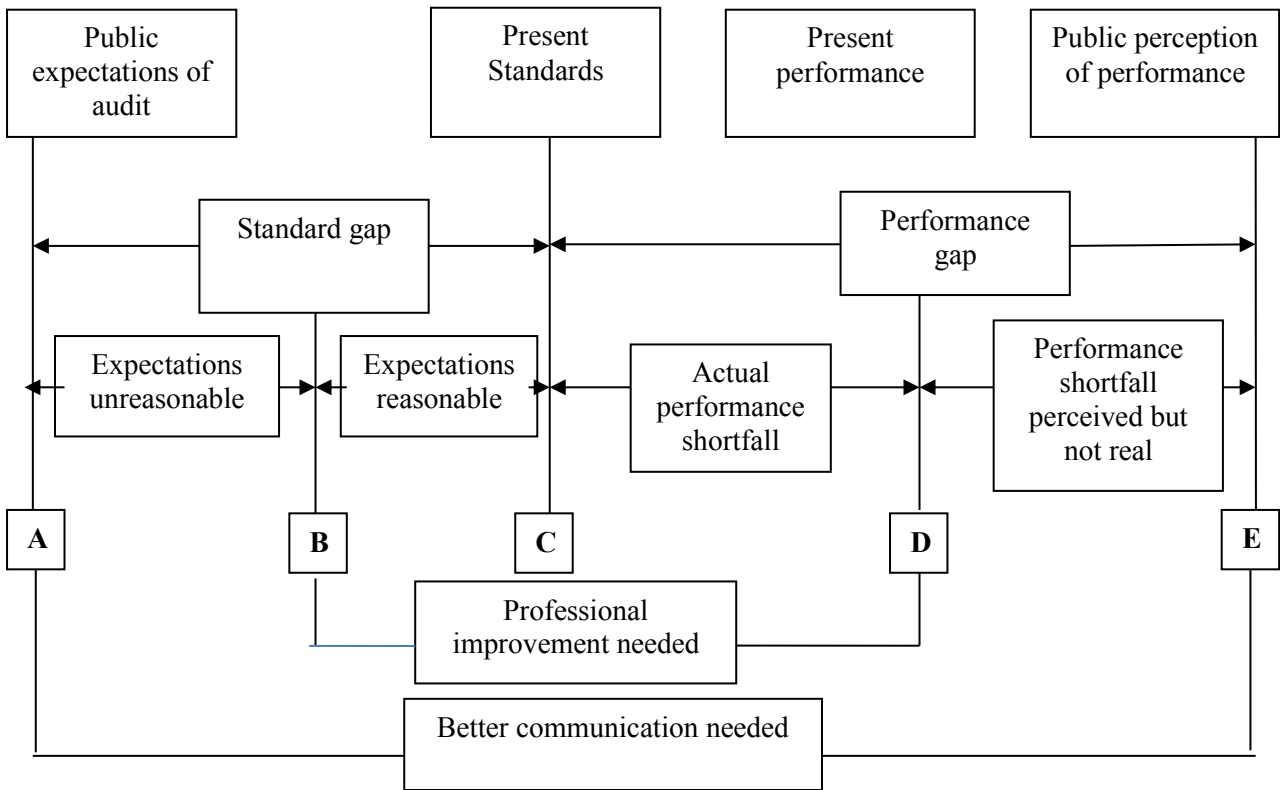 Public
expectations of
audit
Present
Standards
Present
performance
Public perception
of performance
Standard gap
Performance
gap
Expectations
unreasonable
Expectations
reasonable
Actual
performance
shortfall
Performance
shortfall
perceived but
not real
A
B
C
D
E
Professional
improvement needed
Better communication needed